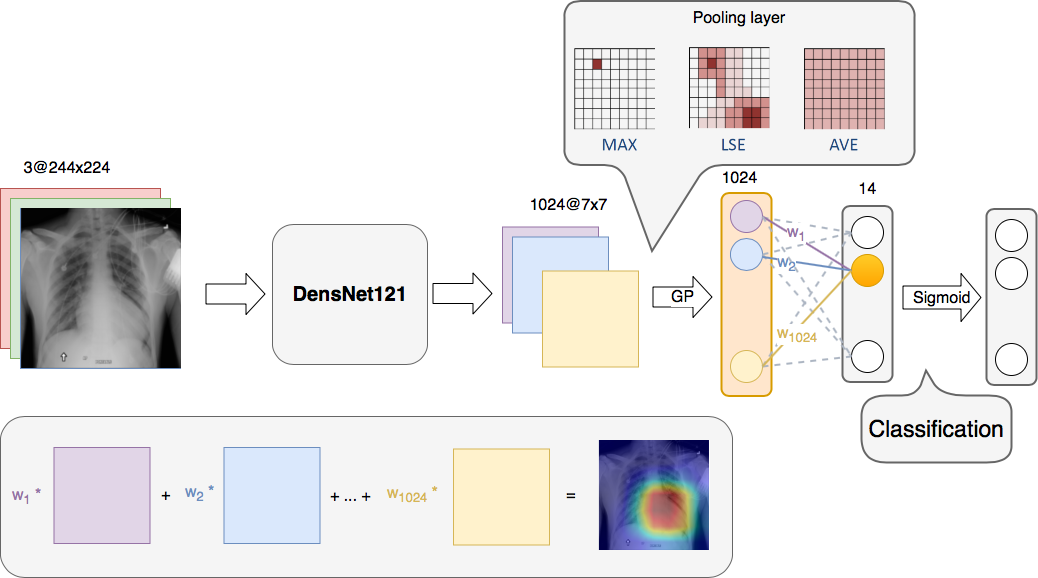 Pooling layer
MAX LSE AVE
3@244x224
1024@7x7
1024
14
DensNet121
GP
w1
w2
w1024
Sigmoid
Classification
w1 * + w2 * + ... + w1024 * =